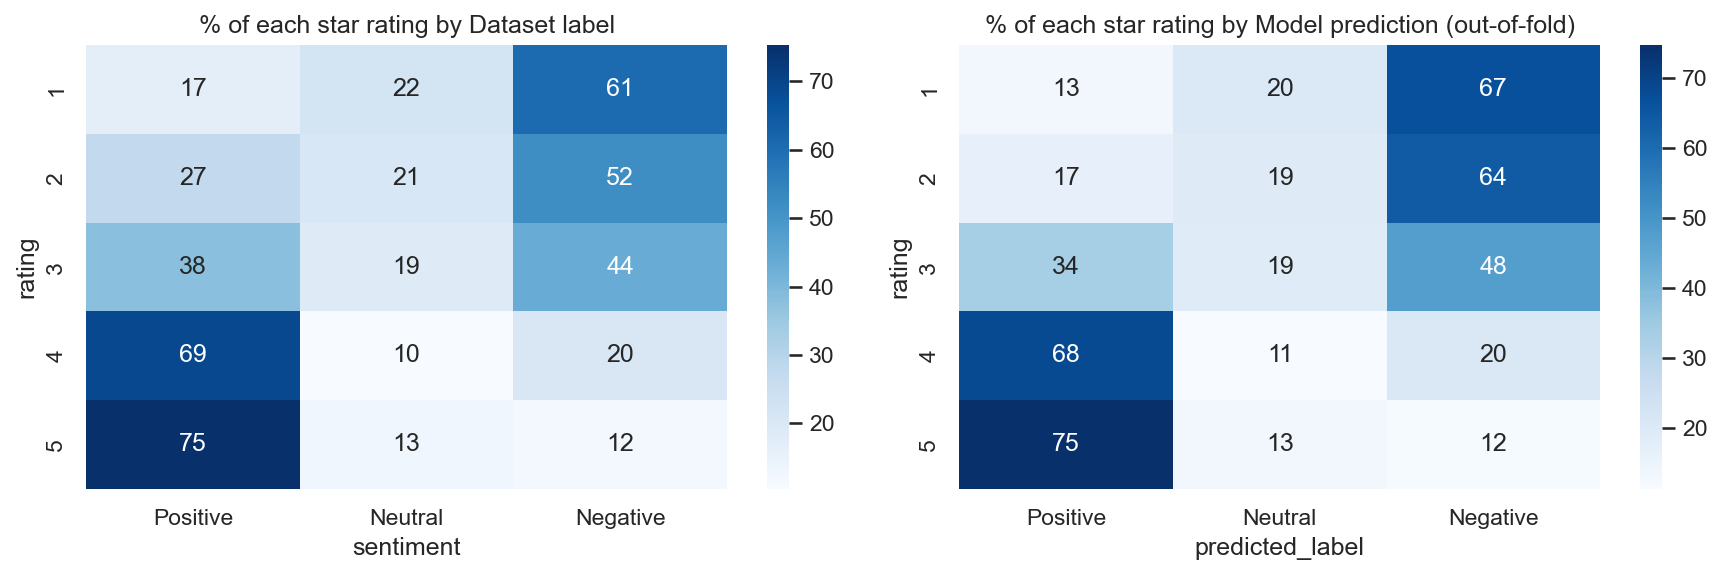 % of each star rating by Dataset label
rating
1 17 22 61
2 27 21 52
3 38 19 44
4 69 10 20
5 75 13 12
Positive Neutral Negative
sentiment
70
60
50
40
30
20
% of each star rating by Model prediction (out-of-fold)
rating
1 13 20 67
2 17 19 64
3 34 19 48
4 68 11 20
5 75 13 12
Positive Neutral Negative
predicted_label
70
60
50
40
30
20